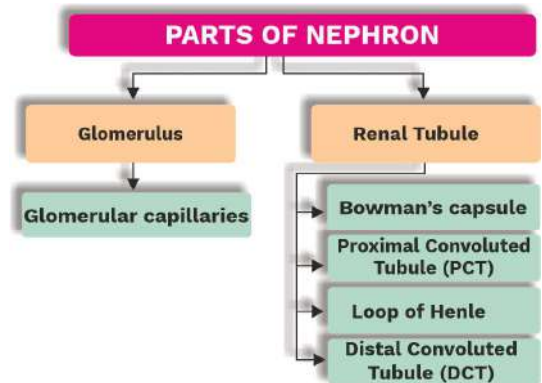 PARTS OF NEPHRON
Glomerulus
Renal Tubule
Glomerular capillaries
Bowman's capsule
Proximal Convoluted
Tubule (PCT)
Loop of Henle
Distal Convoluted
Tubule (DCT)